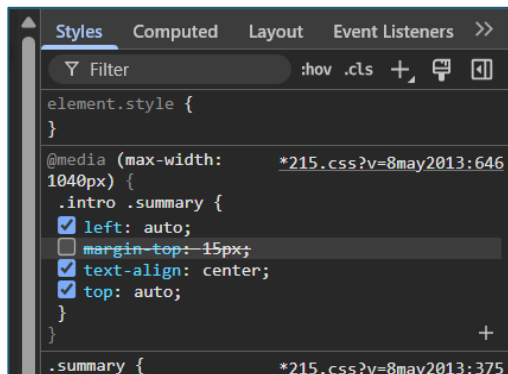 Styles Computed Layout Event Listeners
Filter :hov .cls
element.style {
}
@media (max-width: *215.css?v=8may2013:646
1040px) {
.intro .summary {
left: auto;
margin-top: 15px;
text-align: center;
top: auto;
}
}
.summary { *215.css?v=8may2013:375